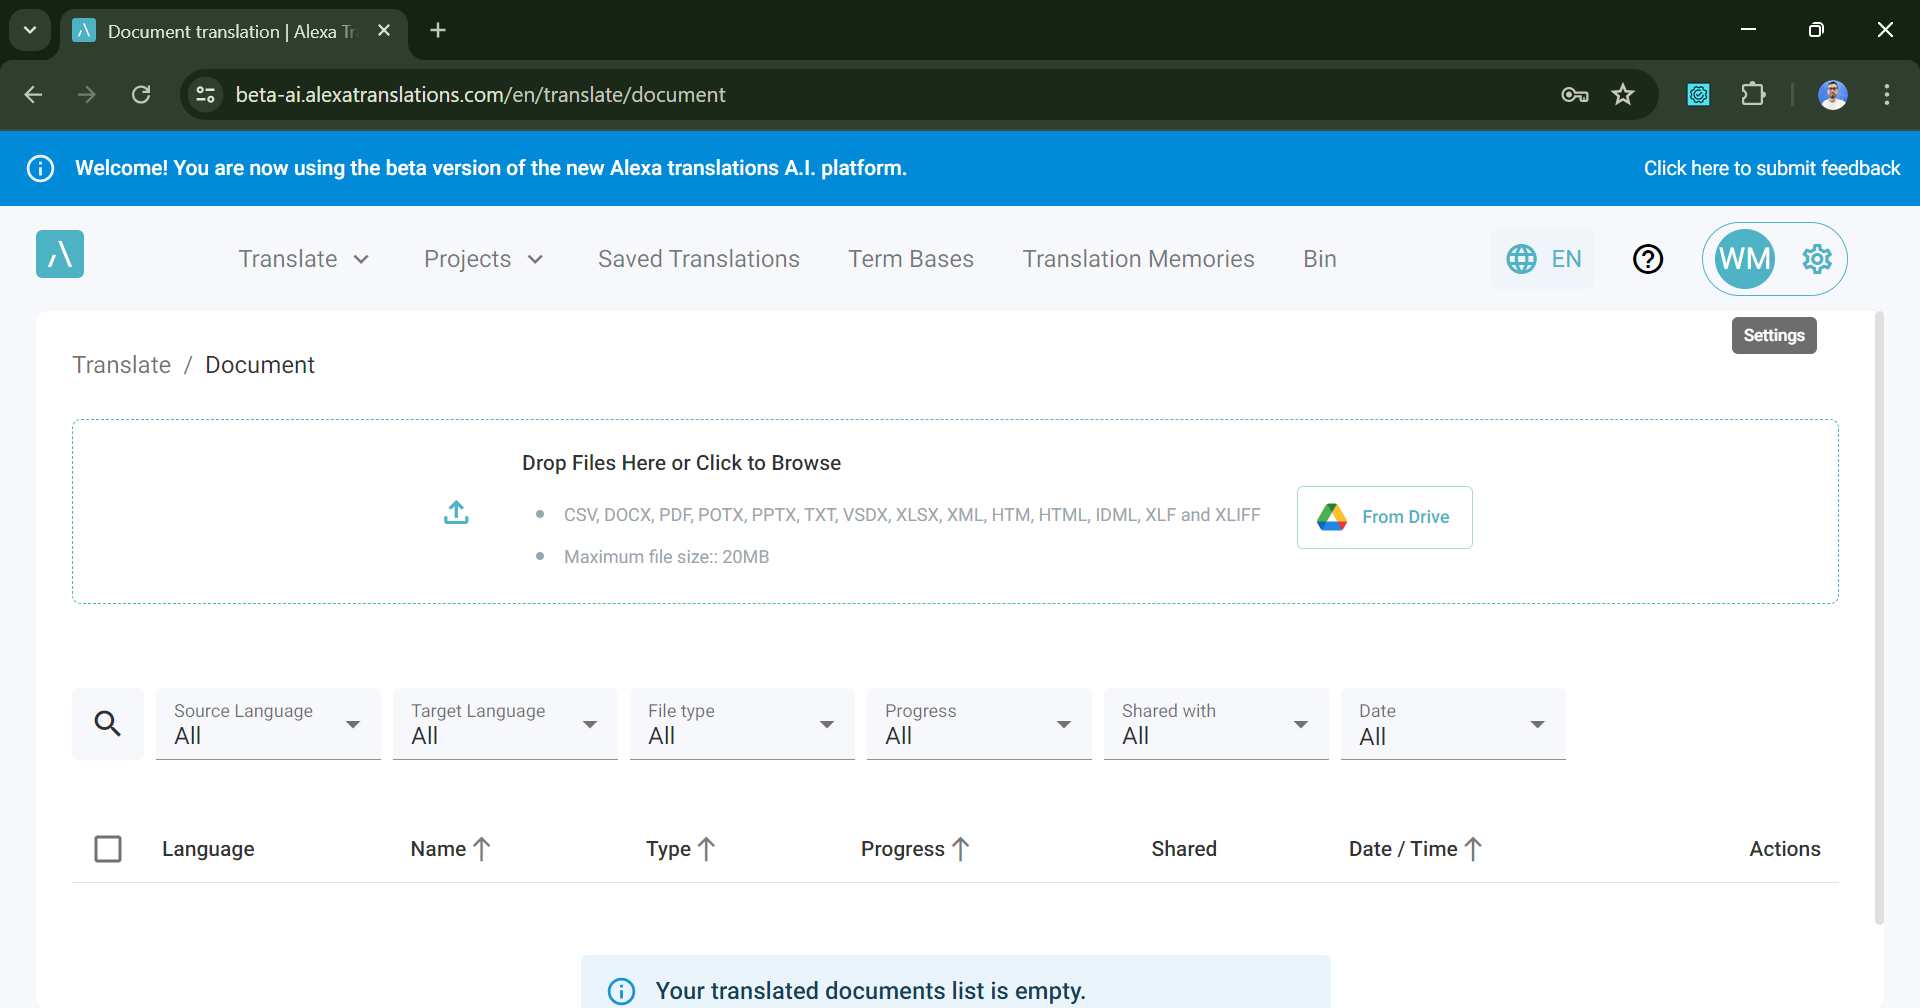 Document translation | Alexa Tr
beta-ai.alexatranslations.com/en/translate/document
Welcome! You are now using the beta version of the new Alexa translations A.I. platform.
Click here to submit feedback
Translate
Projects
Saved Translations
Term Bases
Translation Memories
Bin
EN
WM
Settings
Translate / Document
Drop Files Here or Click to Browse
CSV, DOCX, PDF, POTX, PPTX, TXT, VSDX, XLSX, XML, HTM, HTML, IDML, XLF and XLIFF
Maximum file size:: 20MB
From Drive
Source Language
All
Target Language
All
File type
All
Progress
All
Shared with
All
Date
All
Language
Name
Type
Progress
Shared
Date / Time
Actions
Your translated documents list is empty.